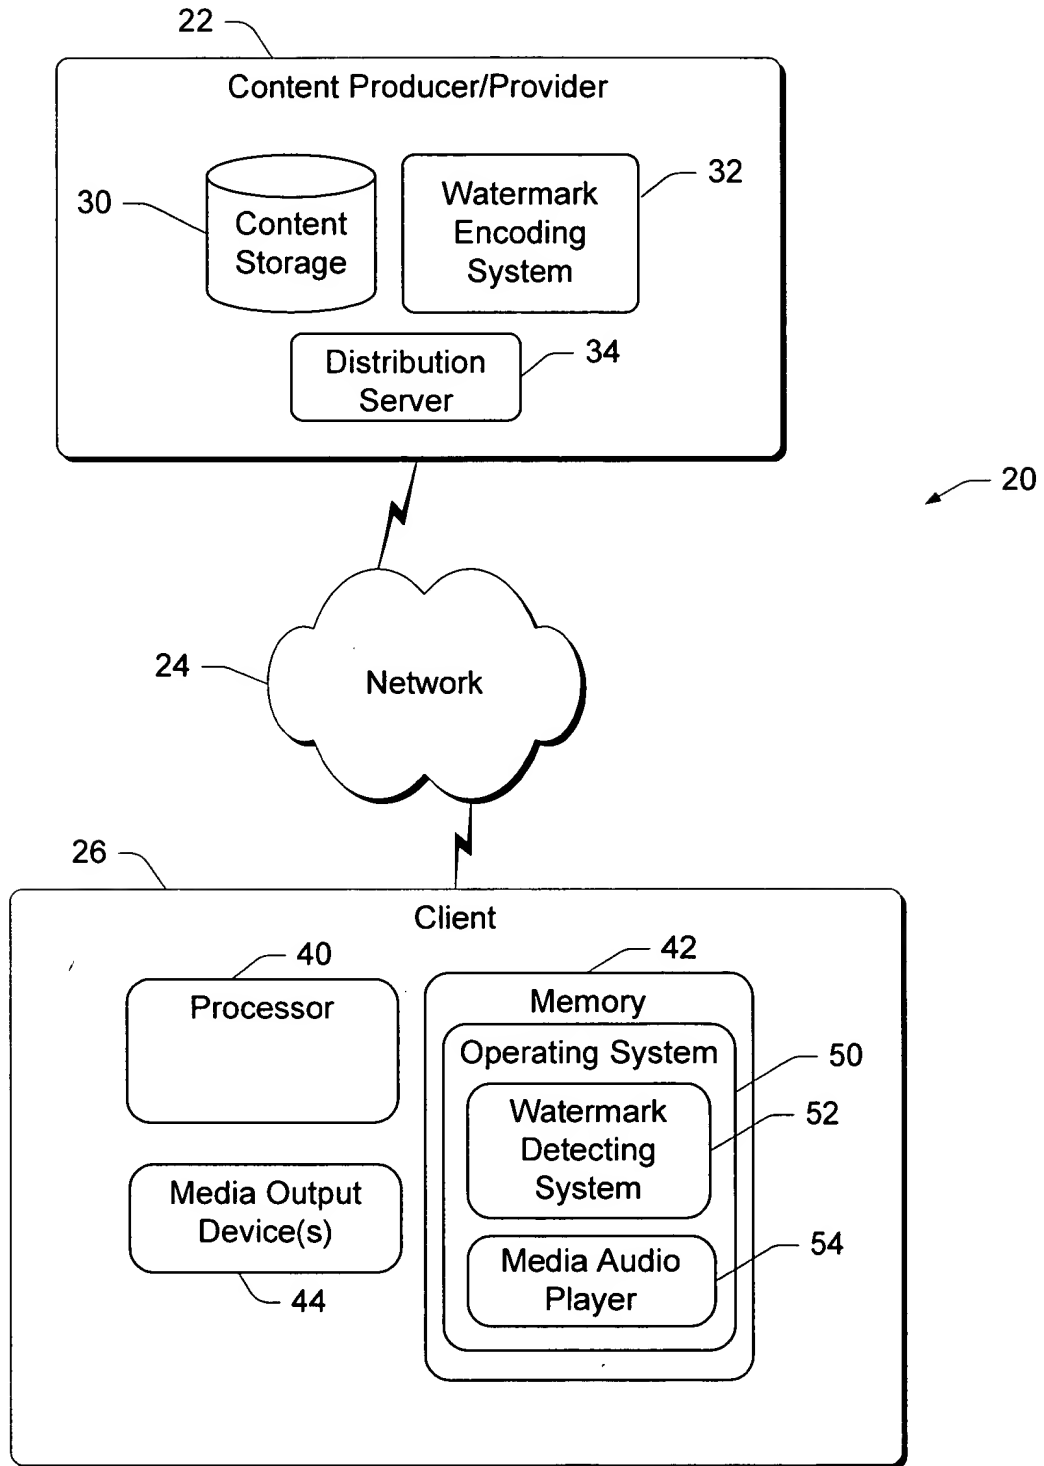 22
Content Producer/Provider
30
Content
Storage
Watermark
Encoding
System
32
Distribution
Server
34
20
24
Network
26
Client
40
Processor
42
Memory
Operating System
50
Watermark
Detecting
System
52
Media Output
Device(s)
44
Media Audio
Player
54